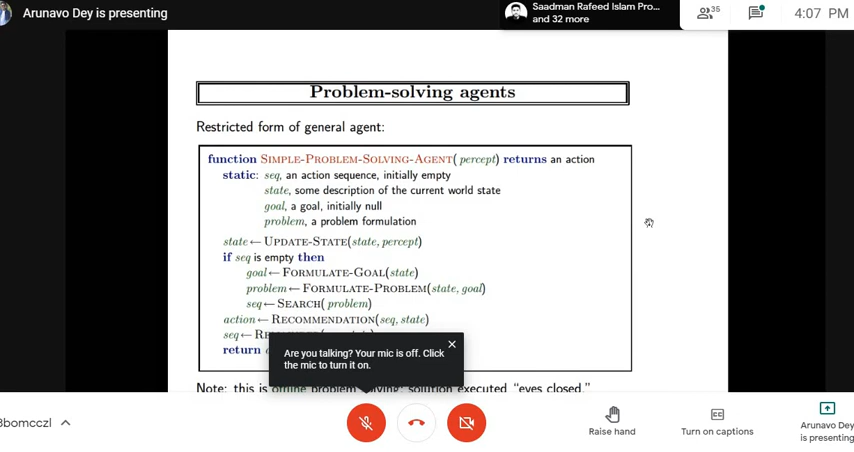 Arunavo Dey is presenting
Saadman Rafeed Islam Pro...
and 32 more
35
4:07 PM
Problem-solving agents
Restricted form of general agent:
function SIMPLE-PROBLEM-SOLVING-AGENT( percept) returns an action
static: seq, an action sequence, initially empty
state, some description of the current world state
goal, a goal, initially null
problem, a problem formulation
state ← UPDATE-STATE(state, percept)
if seq is empty then
goal ← FORMULATE-GOAL(state)
problem ← FORMULATE-PROBLEM(state, goal)
seq ← SEARCH( problem)
action ← RECOMMENDATION(seq, state)
seq ←
return
Are you talking? Your mic is off. Click
the mic to turn it on.
Note: this is offline problem solving; solution executed "eyes closed."
3bomcczl
Raise hand
Turn on captions
Arunavo Dey
is presenting